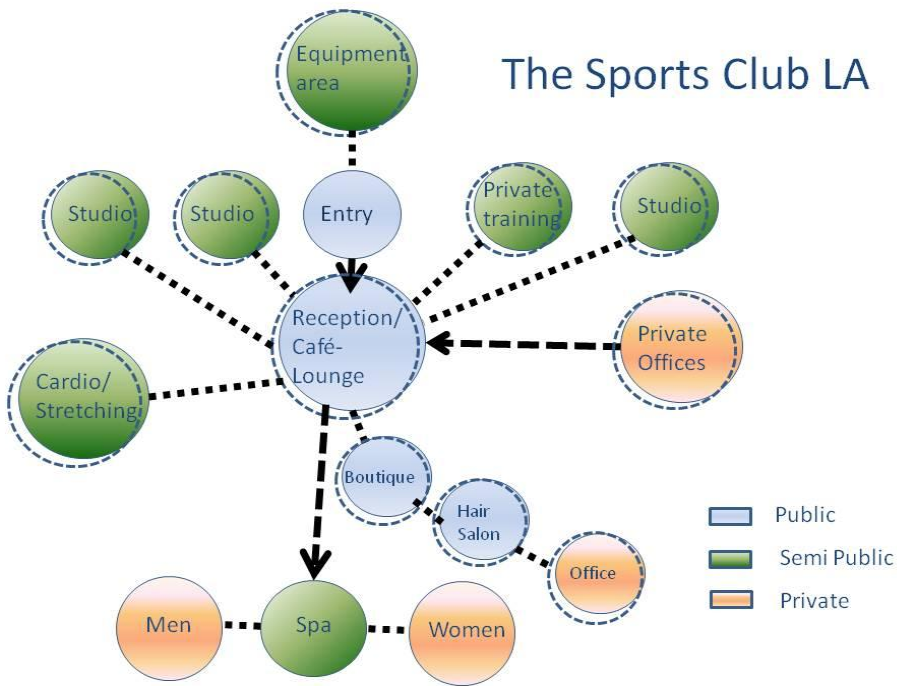 The Sports Club LA
Equipment
area
Studio
Studio
Entry
Private
training
Studio
Reception/
Café-
Lounge
Private
Offices
Cardio/
Stretching
Boutique
Hair
Salon
Office
Men
Spa
Women
Public
Semi Public
Private